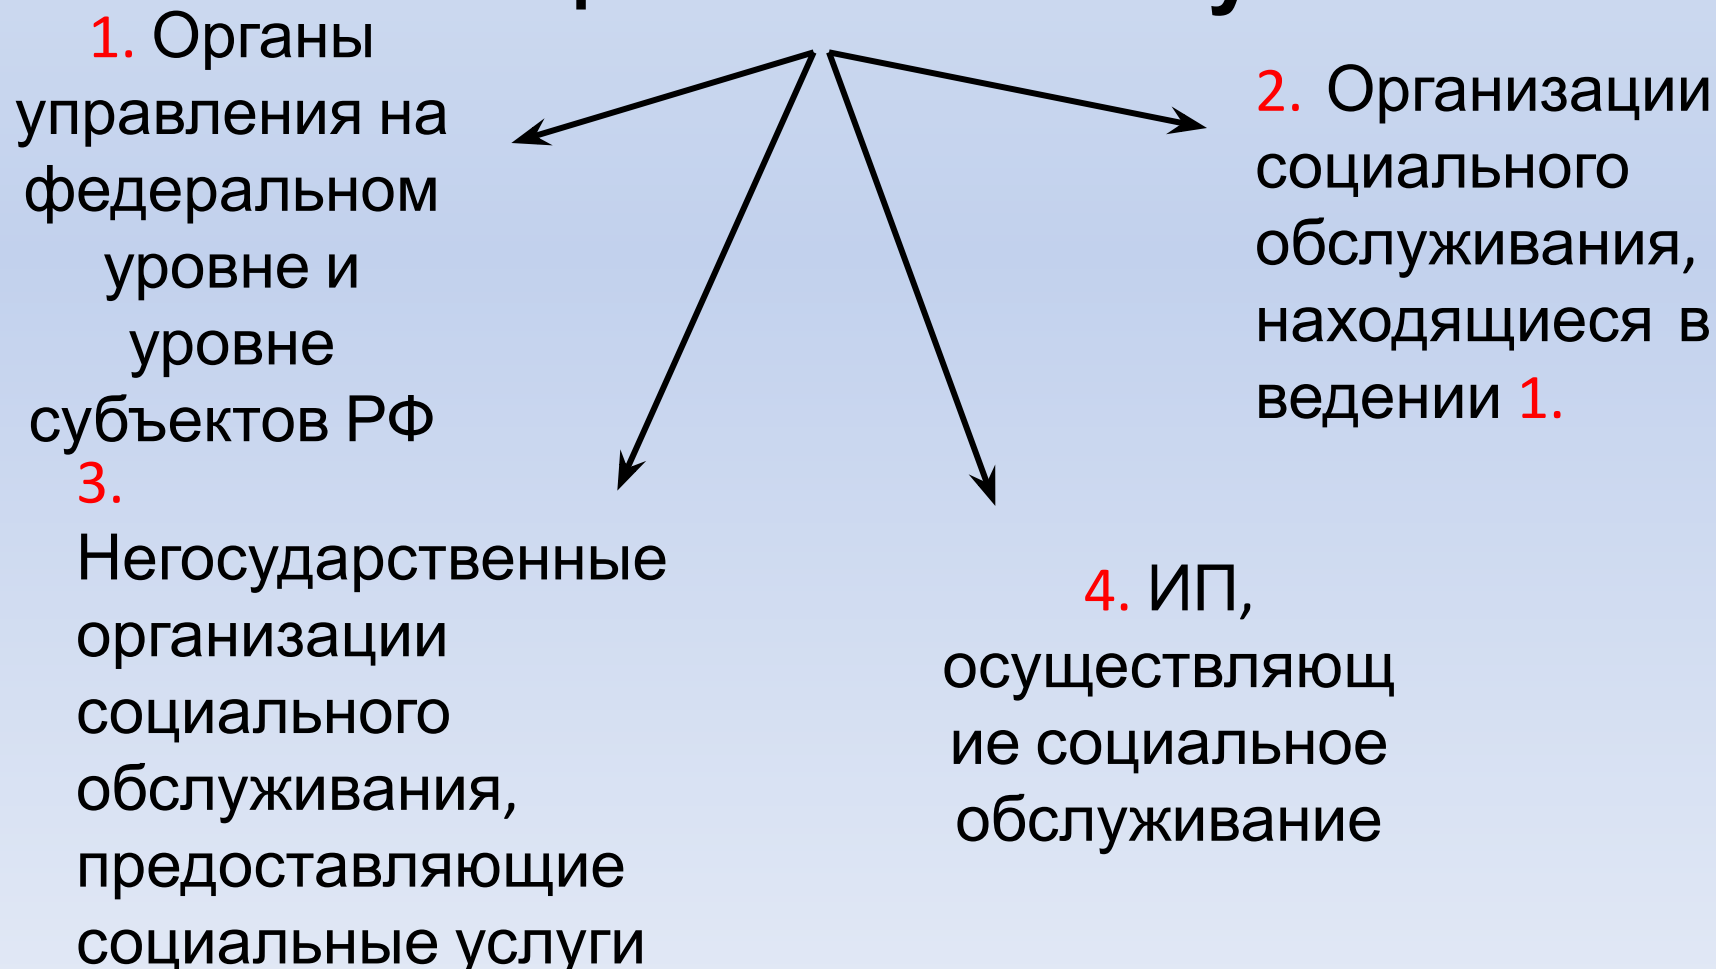 1. Органы
управления на
федеральном
уровне и
уровне
субъектов РФ
2. Организации
социального
обслуживания,
находящиеся в
ведении 1.
3.
Негосударственные
организации
социального
обслуживания,
предоставляющие
социальные услуги
4. ИП,
осуществляющ
ие социальное
обслуживание